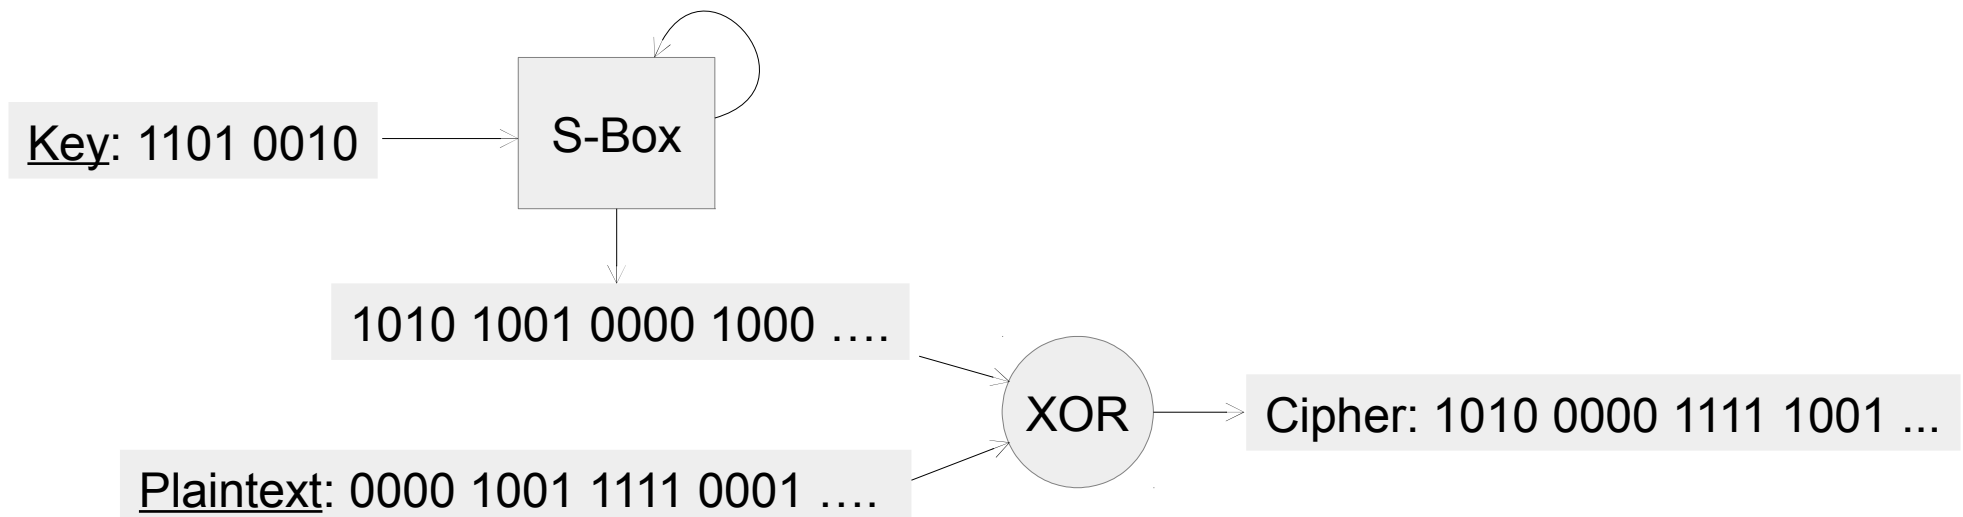 S-Box
Key: 1101 0010
1010 1001 0000 1000 ....
XOR
Cipher: 1010 0000 1111 1001 ...
Plaintext: 0000 1001 1111 0001 ....